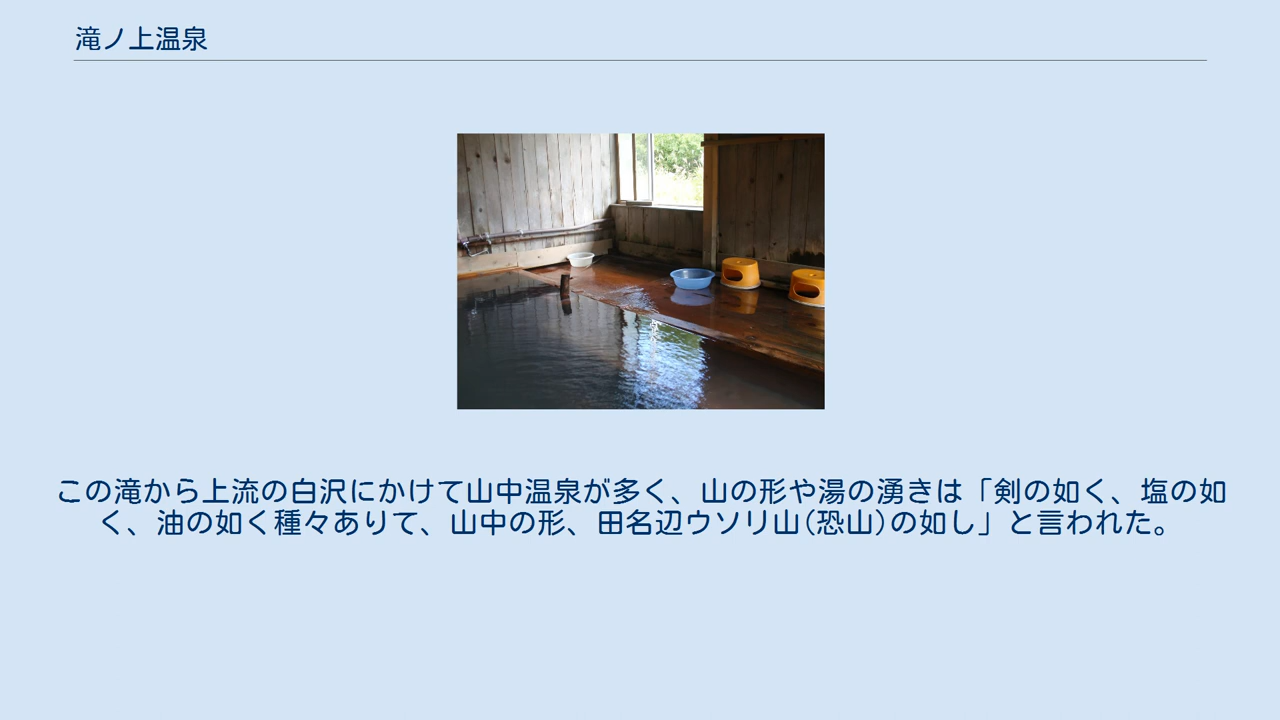 滝ノ上温泉
この滝から上流の白沢にかけて山中温泉が多く、山の形や湯の湧きは「剣の如く、塩の如
く、油の如く種々ありて、山中の形、田名辺ウソリ山(恐山)の如し」と言われた。